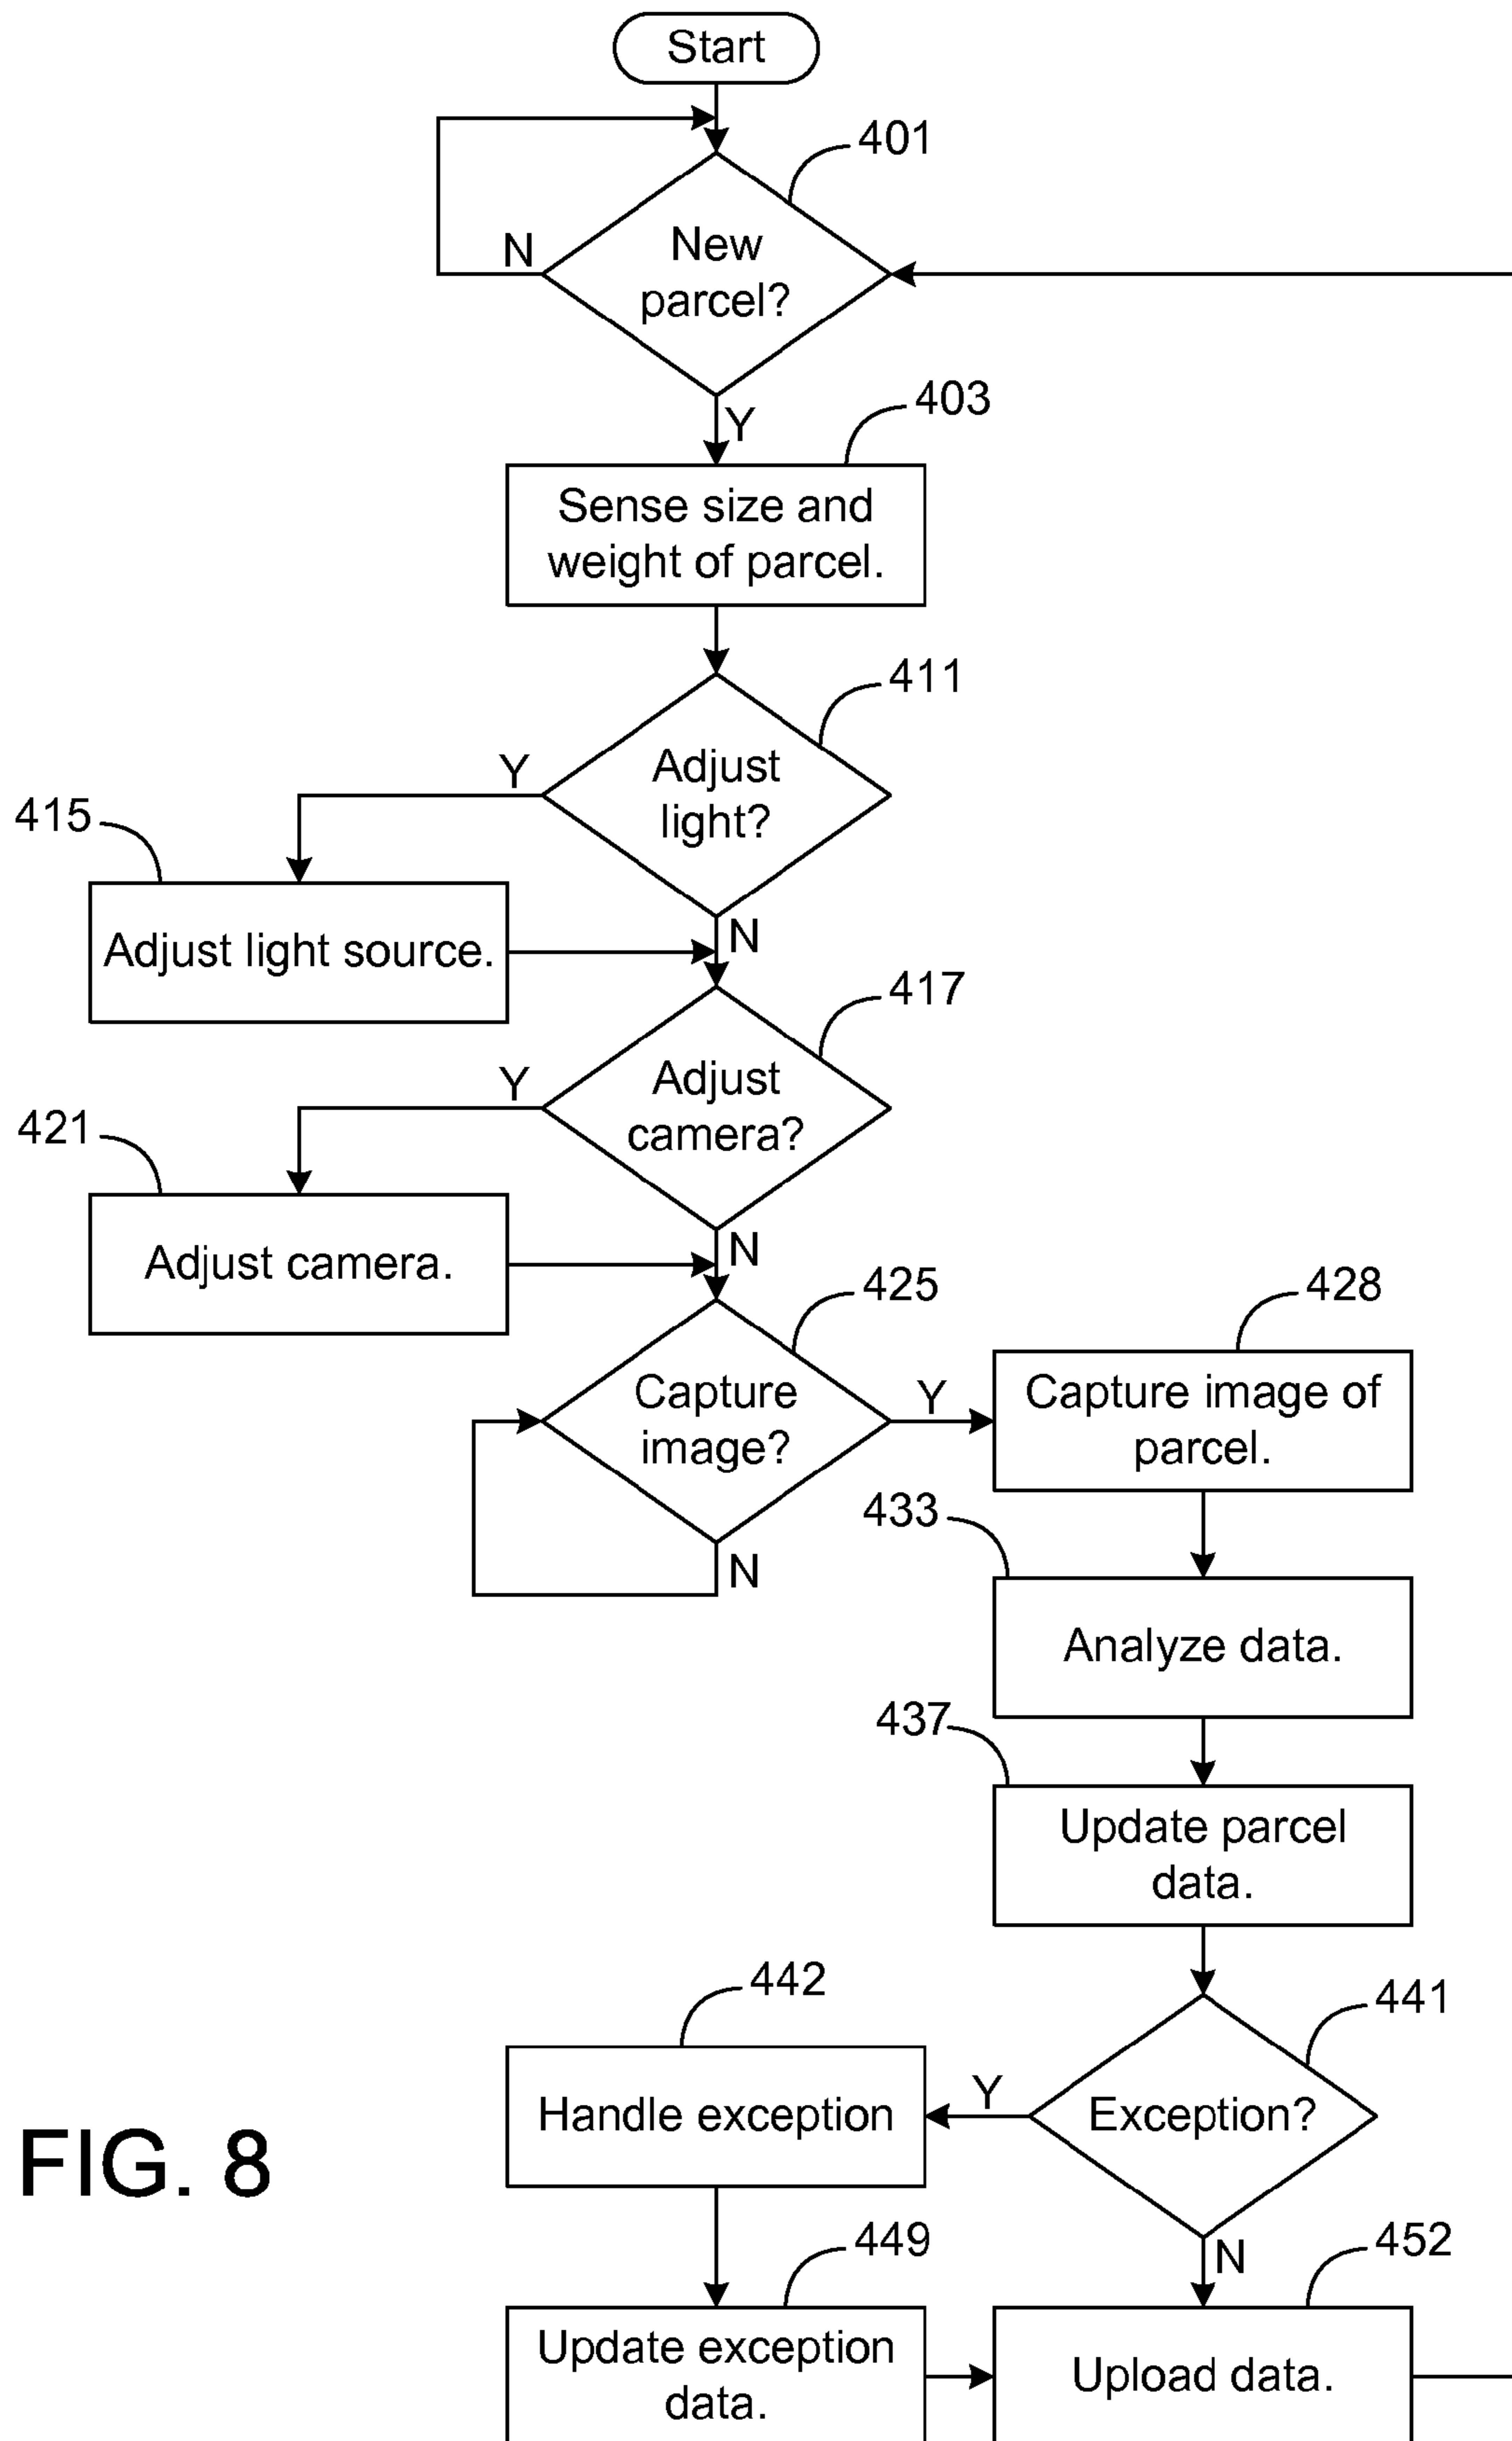 Start
401
New
parcel?
N
Y
403
Sense size and
weight of parcel.
411
Adjust
light?
Y
N
415
Adjust light source.
417
Adjust
camera?
Y
N
421
Adjust camera.
425
Capture
image?
Y
N
428
Capture image of
parcel.
433
Analyze data.
437
Update parcel
data.
441
Exception?
Y
N
442
Handle exception
449
Update exception
data.
452
Upload data.
FIG. 8